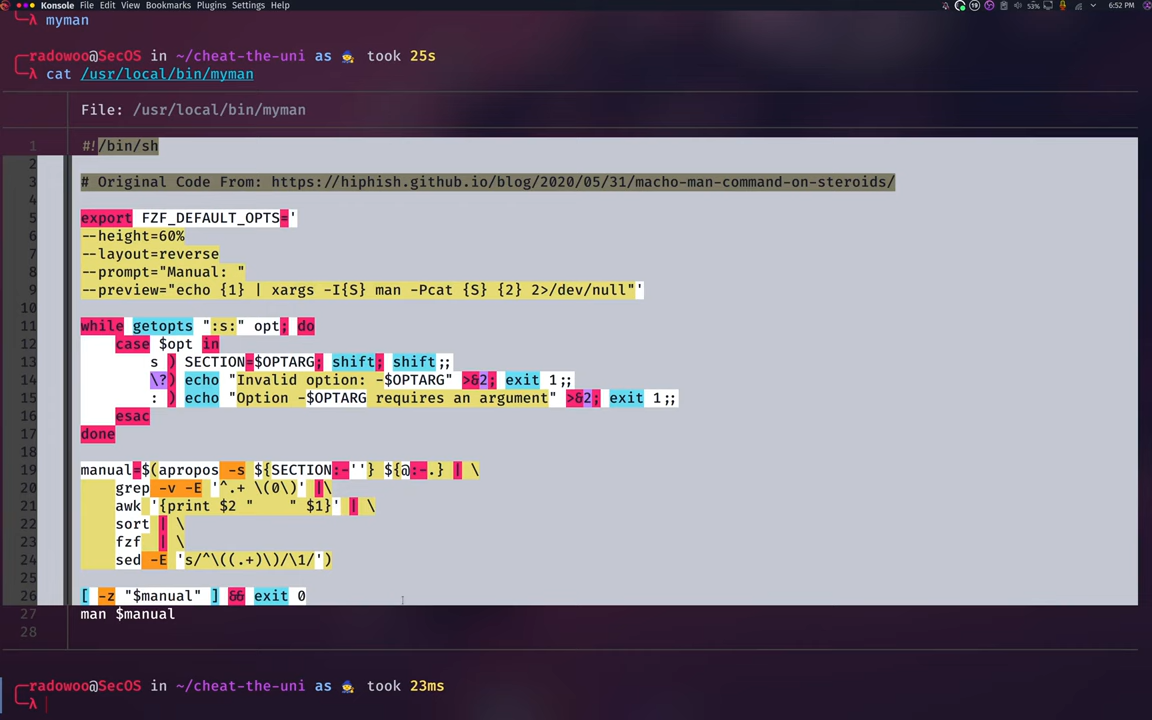 Konsole File Edit View Bookmarks Plugins Settings Help 19 53% 6:52 PM
λ myman
radowoo@SecOS in ~/cheat-the-uni as 🧙 took 25s
λ cat /usr/local/bin/myman
File: /usr/local/bin/myman
1 #!/bin/sh
2
3 # Original Code From: https://hiphish.github.io/blog/2020/05/31/macho-man-command-on-steroids/
4
5 export FZF_DEFAULT_OPTS='
6 --height=60%
7 --layout=reverse
8 --prompt="Manual: "
9 --preview="echo {1} | xargs -I{S} man -Pcat {S} {2} 2>/dev/null"'
10
11 while getopts ":s:" opt; do
12     case $opt in
13         s ) SECTION=$OPTARG; shift; shift;;
14         \?) echo "Invalid option: -$OPTARG" >&2; exit 1;;
15         : ) echo "Option -$OPTARG requires an argument" >&2; exit 1;;
16     esac
17 done
18
19 manual=$(apropos -s ${SECTION:-''} ${@:-.} | \
20     grep -v -E '^.+ \(0\)' |\
21     awk '{print $2 "    " $1}' | \
22     sort | \
23     fzf  | \
24     sed -E 's/^\((.+)\)/\1/')
25
26 [ -z "$manual" ] && exit 0
27 man $manual
28
radowoo@SecOS in ~/cheat-the-uni as 🧙 took 23ms
λ